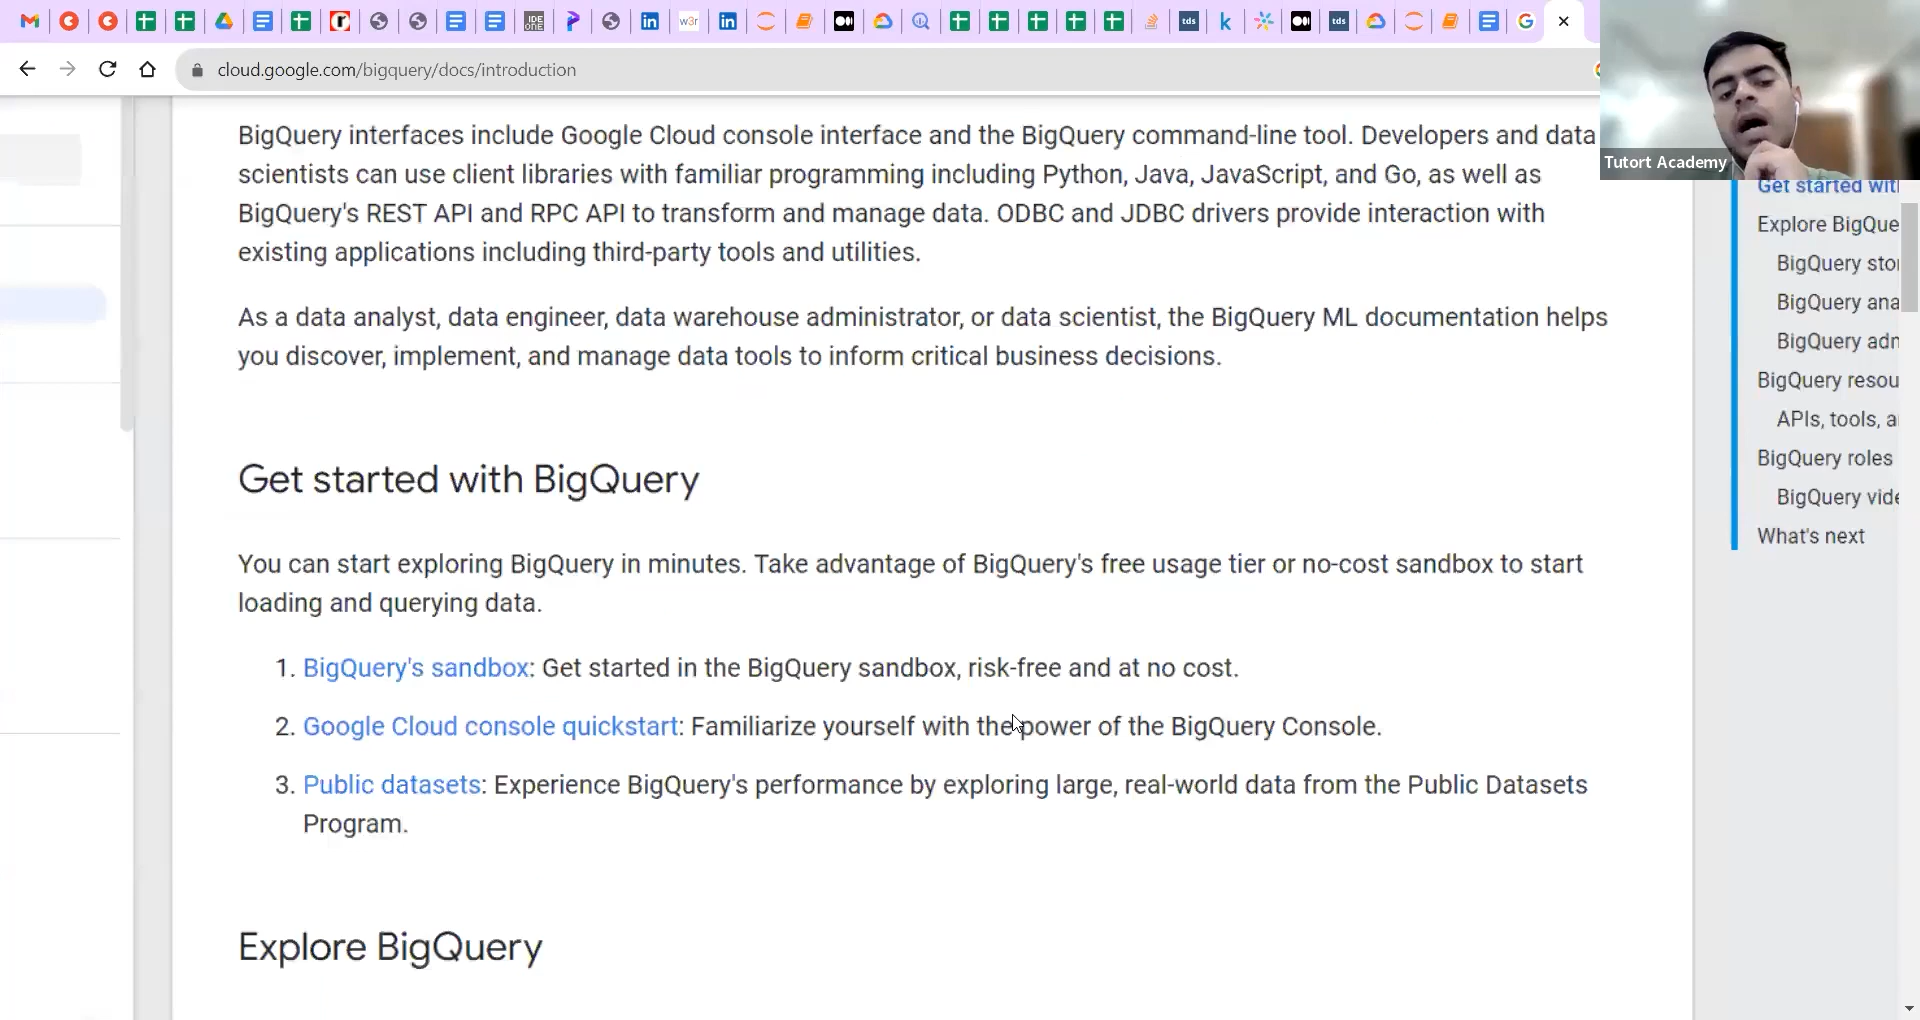 w3r
tds
k
tds
cloud.google.com/bigquery/docs/introduction
Tutort Academy
BigQuery interfaces include Google Cloud console interface and the BigQuery command-line tool. Developers and data
scientists can use client libraries with familiar programming including Python, Java, JavaScript, and Go, as well as
BigQuery's REST API and RPC API to transform and manage data. ODBC and JDBC drivers provide interaction with
existing applications including third-party tools and utilities.
As a data analyst, data engineer, data warehouse administrator, or data scientist, the BigQuery ML documentation helps
you discover, implement, and manage data tools to inform critical business decisions.
Get started with BigQuery
You can start exploring BigQuery in minutes. Take advantage of BigQuery's free usage tier or no-cost sandbox to start
loading and querying data.
1. BigQuery's sandbox: Get started in the BigQuery sandbox, risk-free and at no cost.
2. Google Cloud console quickstart: Familiarize yourself with the power of the BigQuery Console.
3. Public datasets: Experience BigQuery's performance by exploring large, real-world data from the Public Datasets
Program.
Explore BigQuery
Get started wit
Explore BigQue
BigQuery sto
BigQuery ana
BigQuery adm
BigQuery resou
APIs, tools, a
BigQuery roles
BigQuery vide
What's next